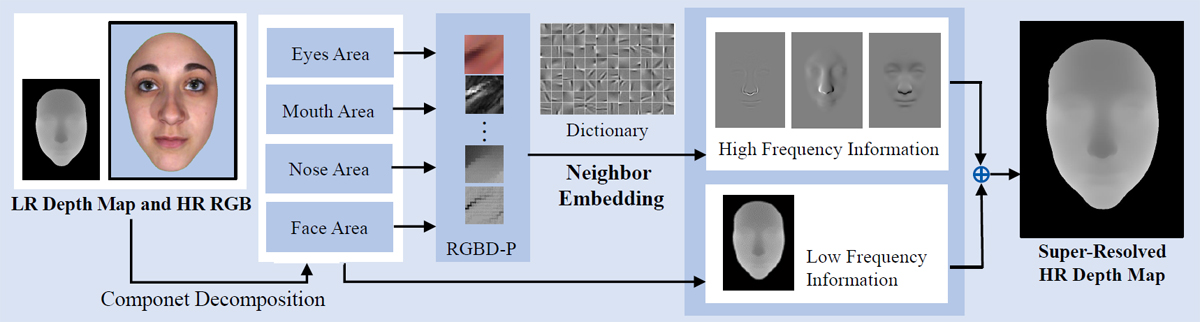 LR Depth Map and HR RGB
Componet Decomposition
Eyes Area
Mouth Area
Nose Area
Face Area
RGBD-P
Dictionary
Neighbor
Embedding
High Frequency Information
Low Frequency
Information
Super-Resolved
HR Depth Map